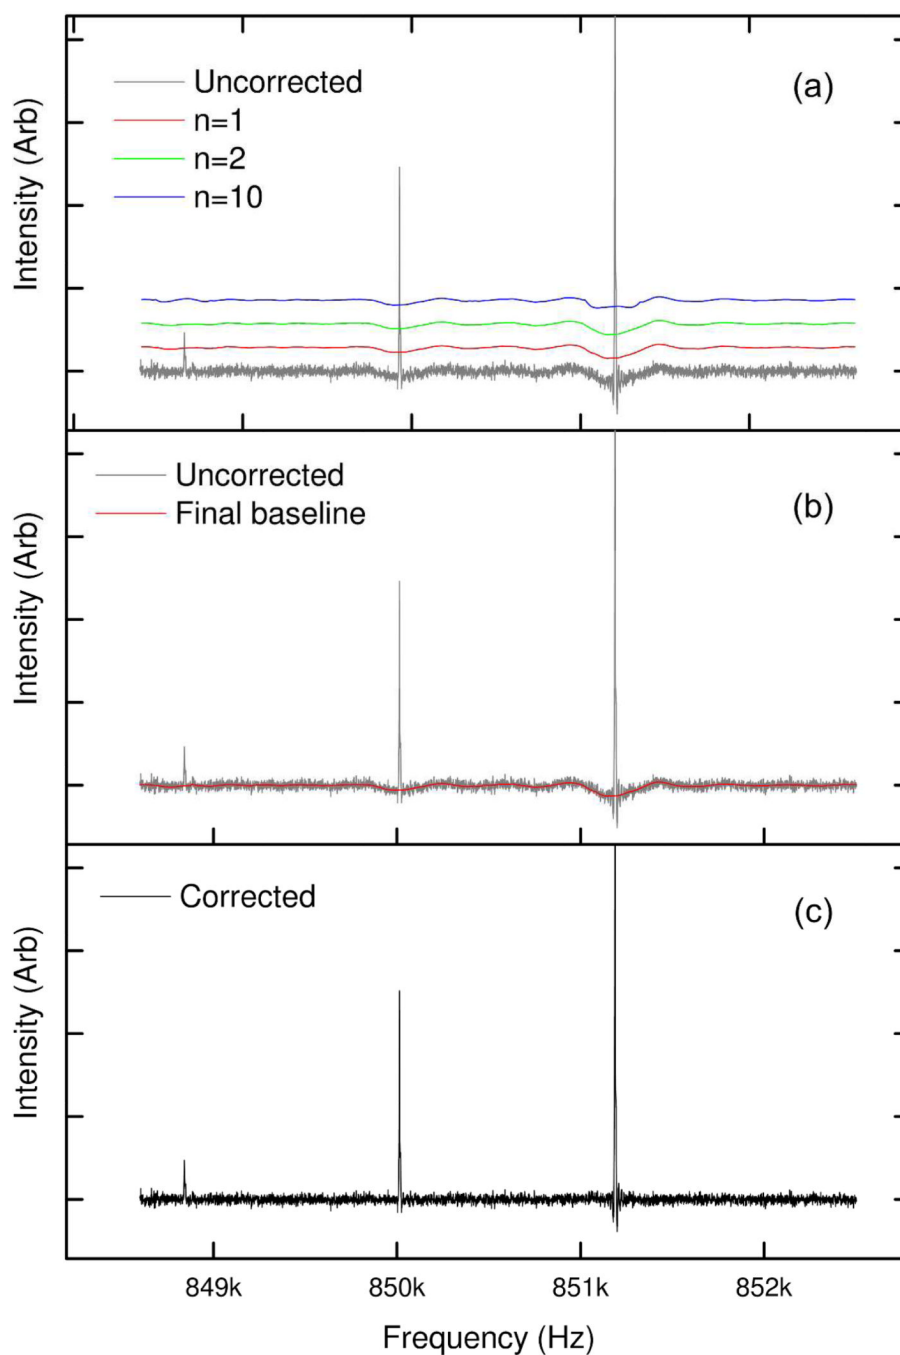 (a)
Uncorrected
n=1
n=2
n=10
Intensity (Arb)
(b)
Uncorrected
Final baseline
Intensity (Arb)
(c)
Corrected
Intensity (Arb)
849k 850k 851k 852k
Frequency (Hz)